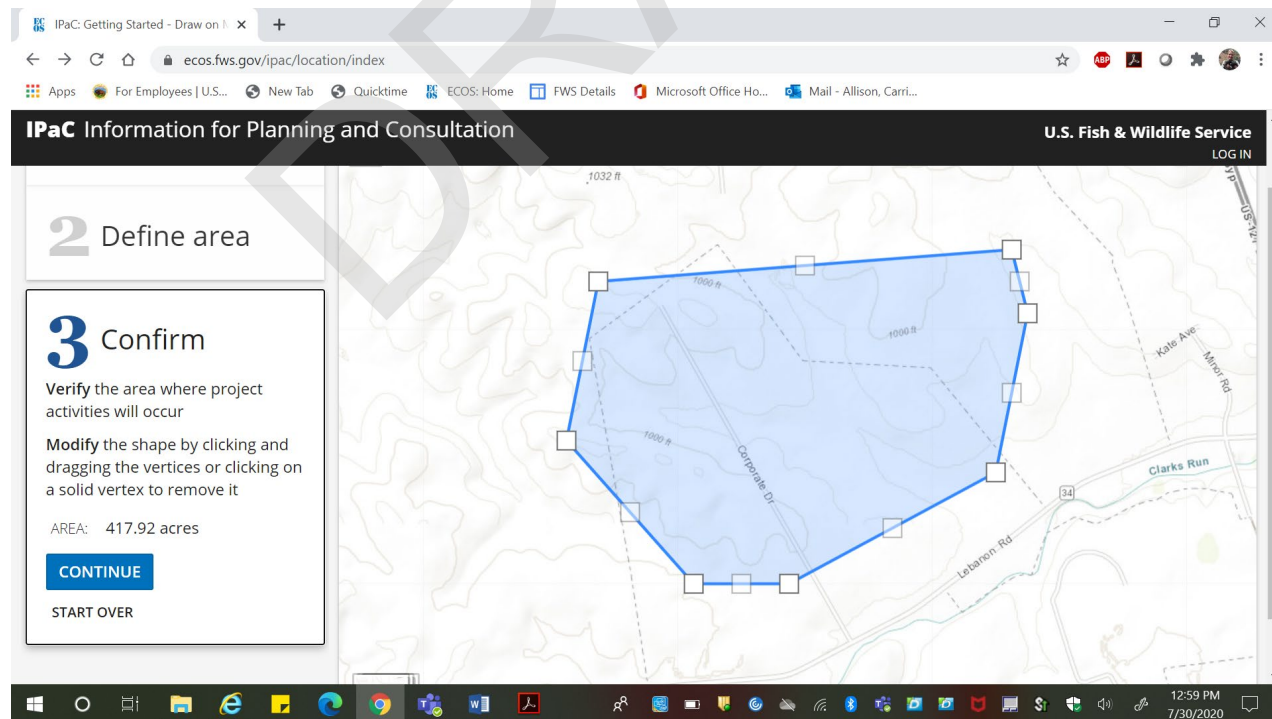 IPaC: Getting Started - Draw on M
ecos.fws.gov/ipac/location/index
ABP
Apps For Employees | U.S... New Tab Quicktime ECOS: Home FWS Details Microsoft Office Ho... Mail - Allison, Carri...
IPaC Information for Planning and Consultation
U.S. Fish & Wildlife Service
LOG IN
2 Define area
3 Confirm
Verify the area where project
activities will occur
Modify the shape by clicking and
dragging the vertices or clicking on
a solid vertex to remove it
AREA: 417.92 acres
CONTINUE
START OVER
1032 ft
1000 ft
1000 ft
1000 ft
Corporate Dr
Lebanon Rd
34
Clarks Run
Kate Ave
Minor Rd
12:59 PM
7/30/2020